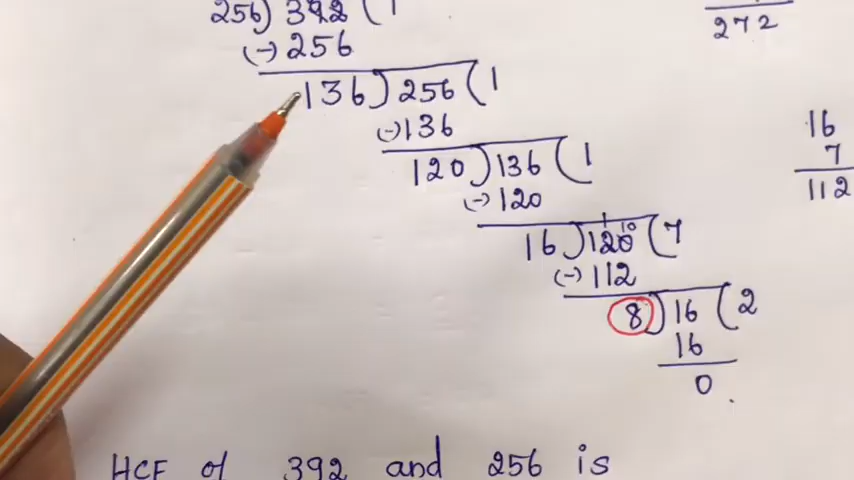 256) 392 (1
(-) 256
136) 256 (1
(-) 136
120) 136 (1
(-) 120
16) 120 (7
(-) 112
8) 16 (2
16
0
272
16
7
112
HCF of 392 and 256 is